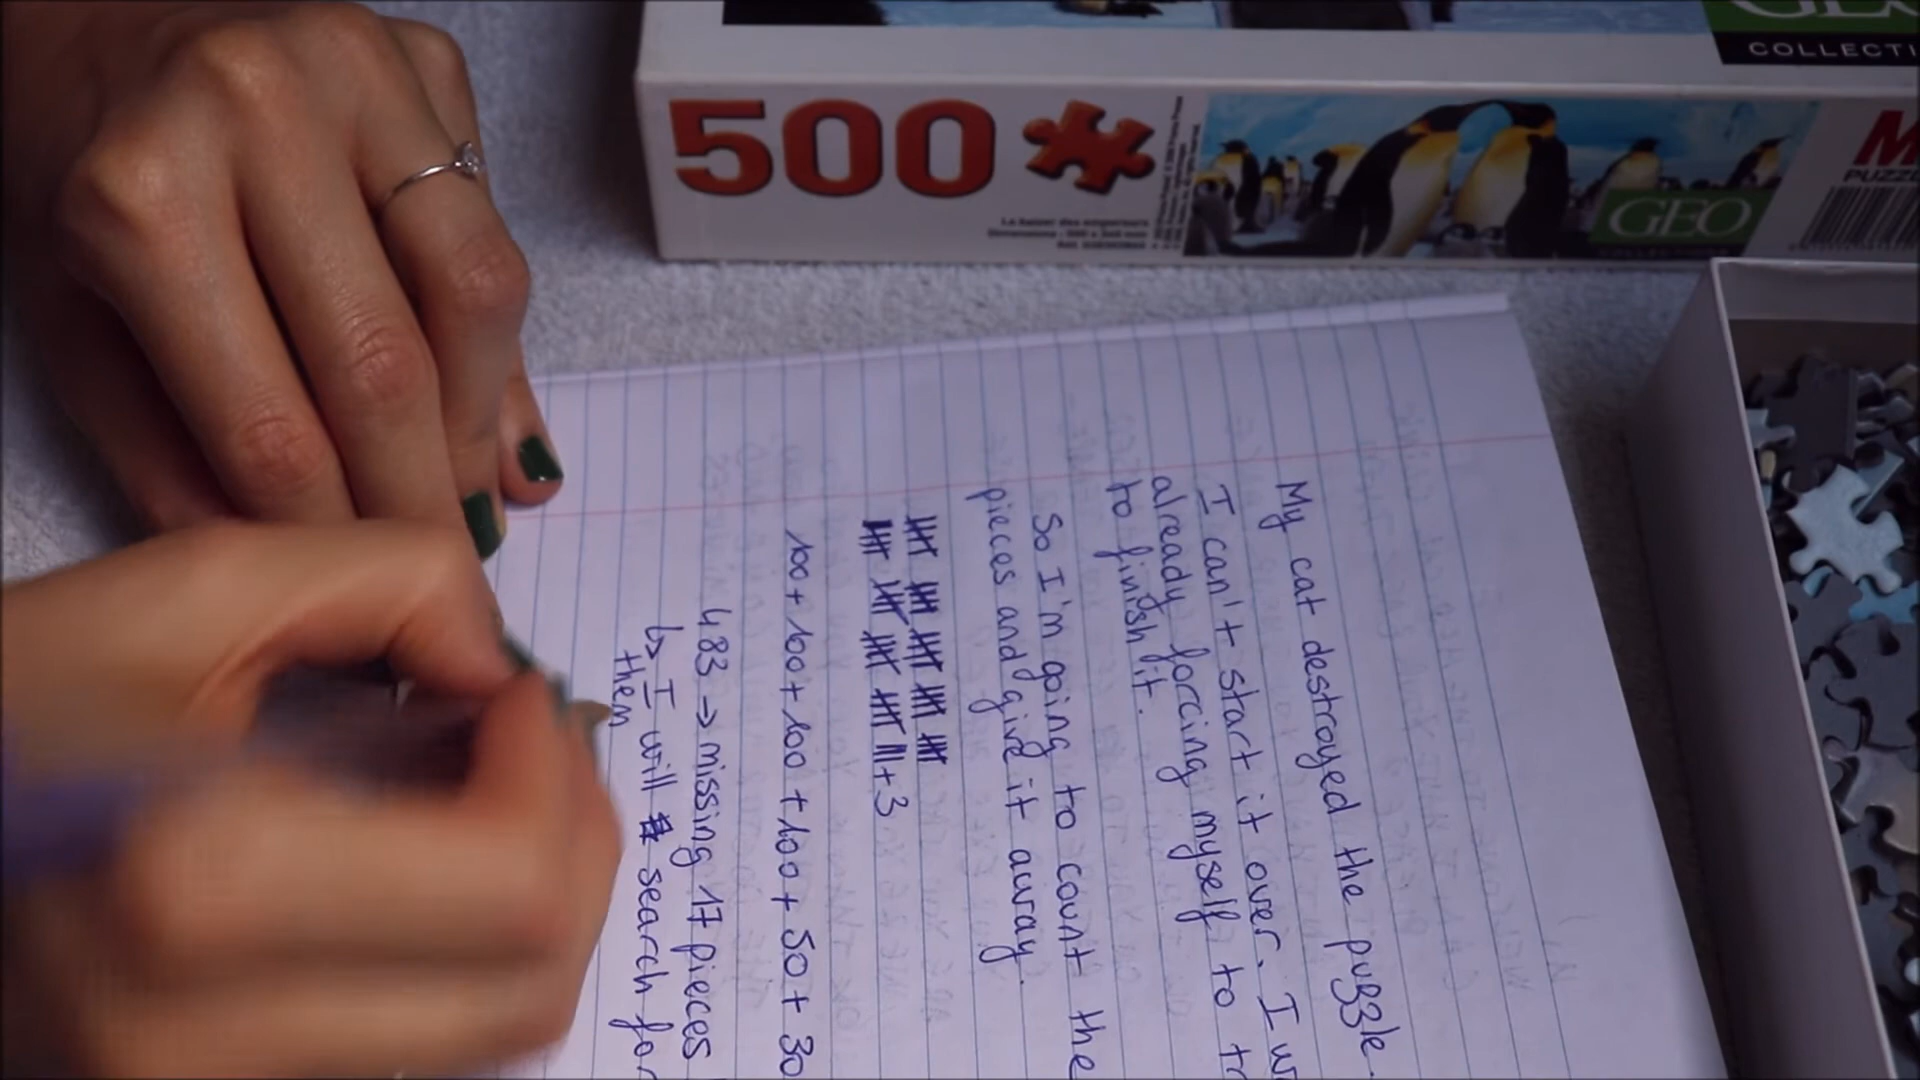 COLLECTI
500
GEO
PUZZL
My cat destroyed the puzzle.
I can't start it over. I w
already forcing myself to tr
to finish it.
So I'm going to count the
pieces and give it away.
+3
100+100+100+100+50+30
483 → missing 17 pieces
↳ I will search for
them